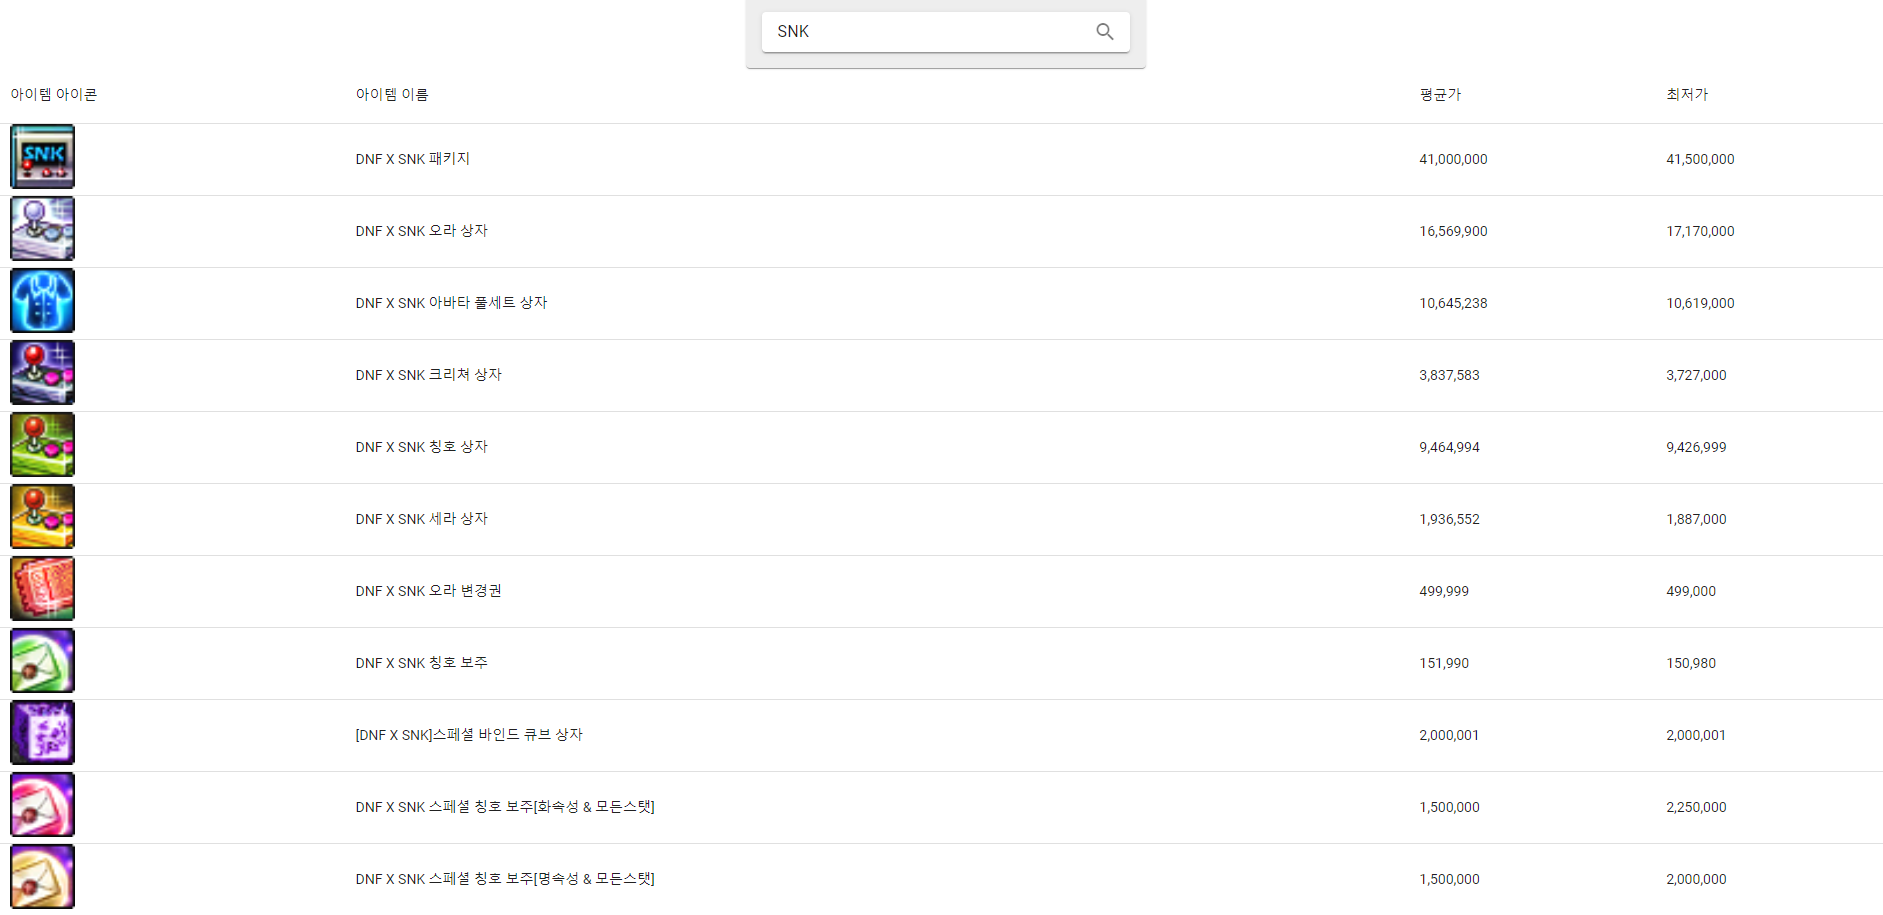 SNK
아이템 아이콘 아이템 이름 평균가 최저가
SNK
DNF X SNK 패키지 41,000,000 41,500,000
DNF X SNK 오라 상자 16,569,900 17,170,000
DNF X SNK 아바타 풀세트 상자 10,645,238 10,619,000
DNF X SNK 크리쳐 상자 3,837,583 3,727,000
DNF X SNK 칭호 상자 9,464,994 9,426,999
DNF X SNK 세라 상자 1,936,552 1,887,000
DNF X SNK 오라 변경권 499,999 499,000
DNF X SNK 칭호 보주 151,990 150,980
[DNF X SNK]스페셜 바인드 큐브 상자 2,000,001 2,000,001
DNF X SNK 스페셜 칭호 보주[화속성 & 모든스탯] 1,500,000 2,250,000
DNF X SNK 스페셜 칭호 보주[명속성 & 모든스탯] 1,500,000 2,000,000